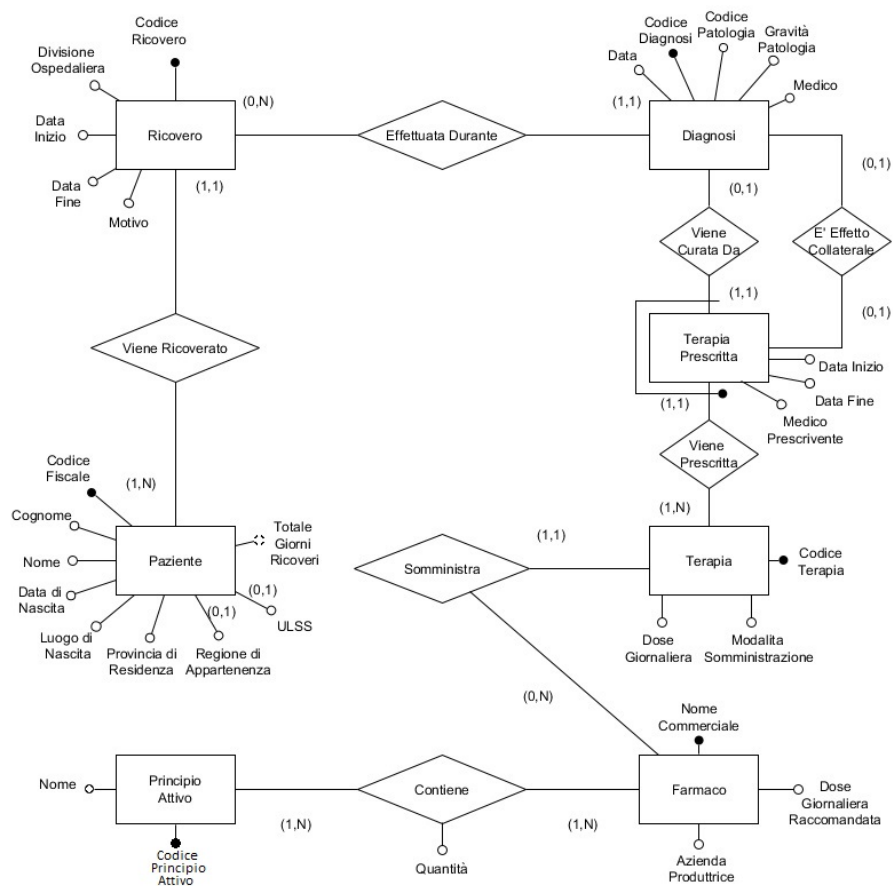 Codice
Ricovero
Divisione
Ospedaliera
Data
Inizio
Data
Fine
Motivo
Ricovero
(0,N)
(1,1)
Effettuata Durante
(1,1)
Data
Codice
Diagnosi
Codice
Patologia
Gravità
Patologia
Medico
Diagnosi
(0,1)
(0,1)
Viene
Curata Da
E' Effetto
Collaterale
(1,1)
(0,1)
Terapia
Prescritta
Data Inizio
Data Fine
Medico
Prescrivente
(1,1)
Viene
Prescritta
(1,N)
Viene Ricoverato
(1,N)
Codice
Fiscale
Cognome
Nome
Data di
Nascita
Luogo di
Nascita
Provincia di
Residenza
(0,1)
Regione di
Appartenenza
(0,1)
ULSS
Totale
Giorni
Ricoveri
Paziente
Somministra
(1,1)
Terapia
Codice
Terapia
Dose
Giornaliera
Modalita
Somministrazione
(0,N)
Nome
Commerciale
Nome
Principio
Attivo
Codice
Principio
Attivo
(1,N)
Contiene
Quantità
(1,N)
Farmaco
Dose
Giornaliera
Raccomandata
Azienda
Produttrice